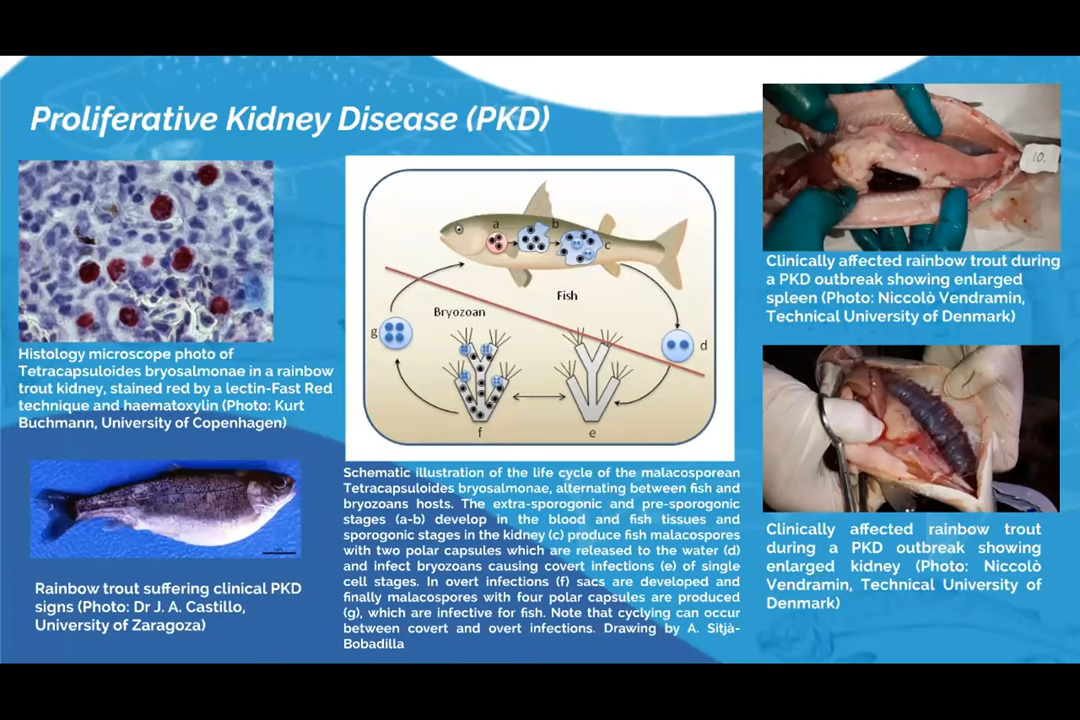 Proliferative Kidney Disease (PKD)
Histology microscope photo of
Tetracapsuloides bryosalmonae in a rainbow
trout kidney, stained red by a lectin-Fast Red
technique and haematoxylin (Photo: Kurt
Buchmann, University of Copenhagen)
Rainbow trout suffering clinical PKD
signs (Photo: Dr J. A. Castillo,
University of Zaragoza)
a
b
c
Fish
Bryozoan
g
d
f
e
Schematic illustration of the life cycle of the malacosporean
Tetracapsuloides bryosalmonae, alternating between fish and
bryozoans hosts. The extra-sporogonic and pre-sporogonic
stages (a-b) develop in the blood and fish tissues and
sporogonic stages in the kidney (c) produce fish malacospores
with two polar capsules which are released to the water (d)
and infect bryozoans causing covert infections (e) of single
cell stages. In overt infections (f) sacs are developed and
finally malacospores with four polar capsules are produced
(g), which are infective for fish. Note that cyclying can occur
between covert and overt infections. Drawing by A. Sitjà-
Bobadilla
10.
Clinically affected rainbow trout during
a PKD outbreak showing enlarged
spleen (Photo: Niccolò Vendramin,
Technical University of Denmark)
Clinically affected rainbow trout
during a PKD outbreak showing
enlarged kidney (Photo: Niccolò
Vendramin, Technical University of
Denmark)